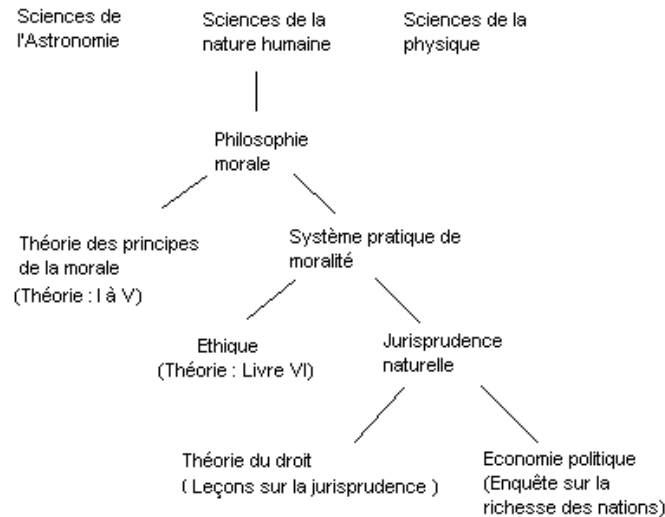 Sciences de
l'Astronomie
Sciences de la
nature humaine
Sciences de la
physique
Philosophie
morale
Théorie des principes
de la morale
(Théorie : I à V)
Système pratique de
moralité
Ethique
(Théorie : Livre VI)
Jurisprudence
naturelle
Théorie du droit
( Leçons sur la jurisprudence )
Economie politique
(Enquête sur la
richesse des nations)